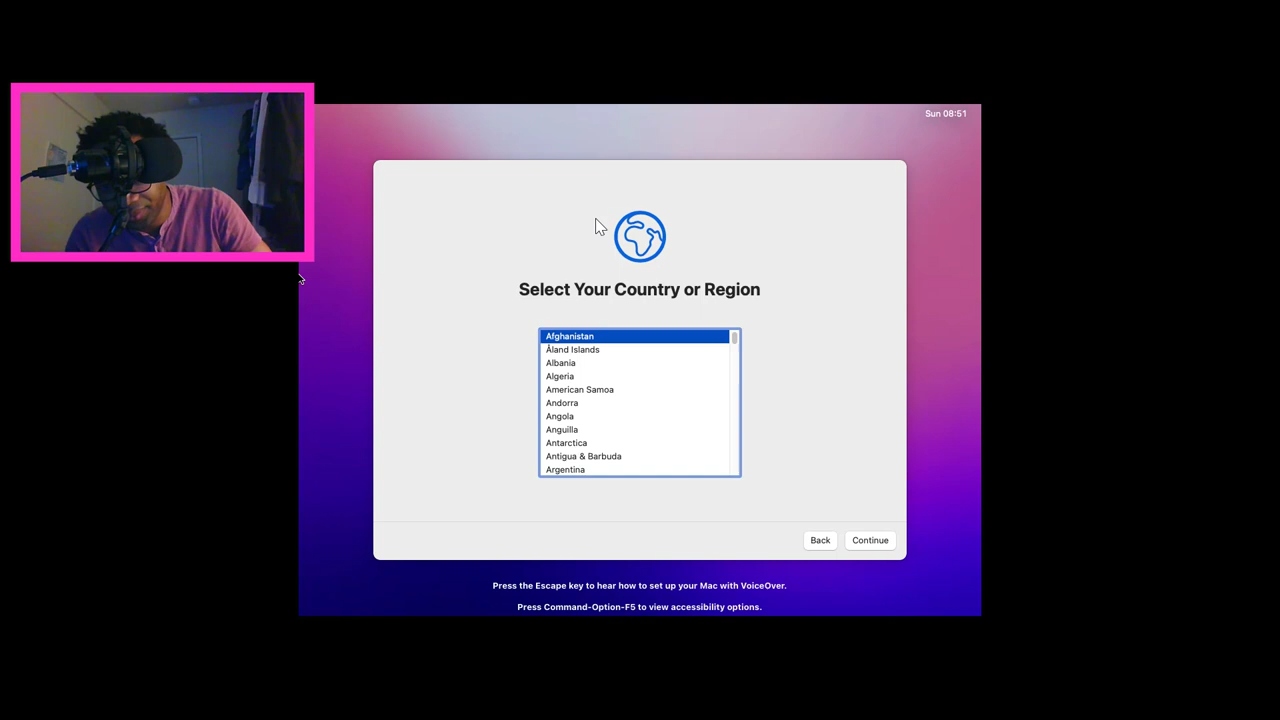 Sun 08:51
Select Your Country or Region
Afghanistan
Åland Islands
Albania
Algeria
American Samoa
Andorra
Angola
Anguilla
Antarctica
Antigua & Barbuda
Argentina
Back
Continue
Press the Escape key to hear how to set up your Mac with VoiceOver.
Press Command-Option-F5 to view accessibility options.